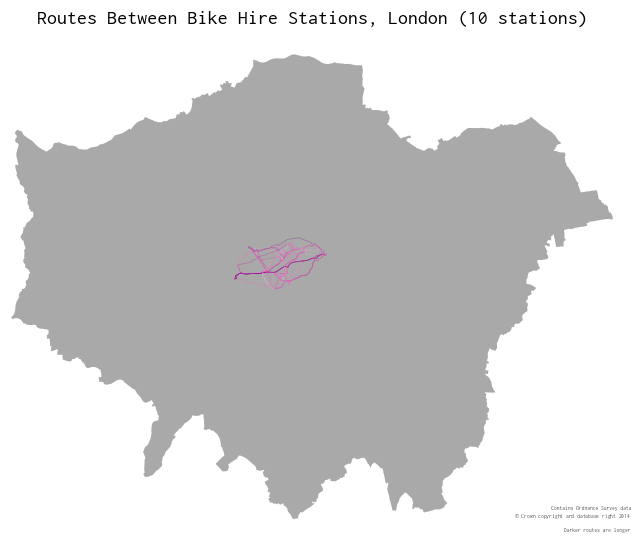 Routes Between Bike Hire Stations, London (10 stations)
Contains Ordnance Survey data
© Crown copyright and database right 2014
Darker routes are longer